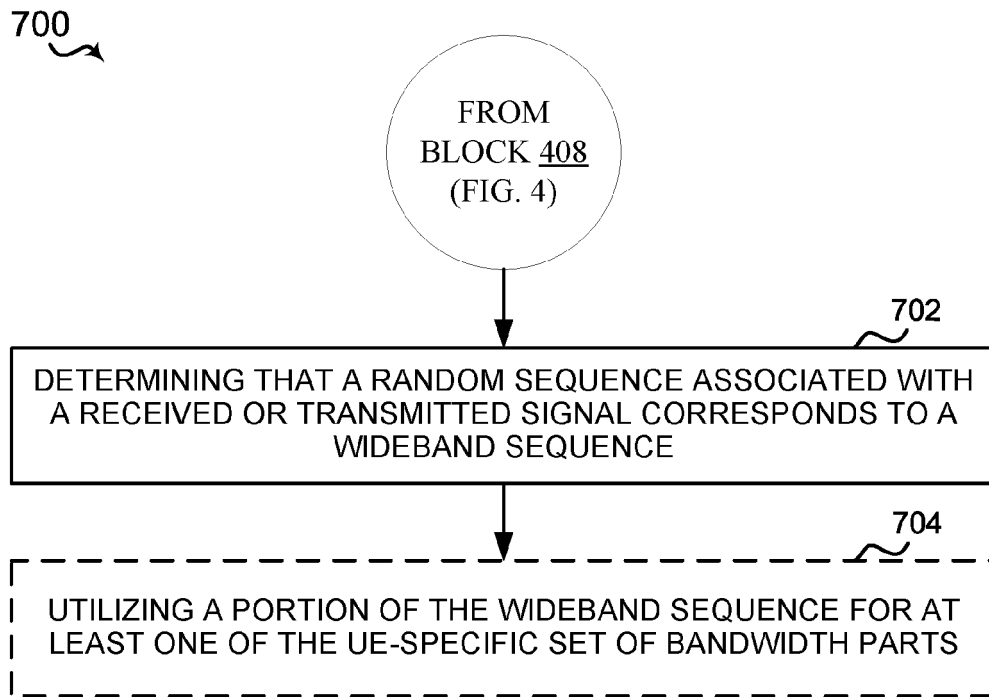 700
FROM
BLOCK 408
(FIG. 4)
702
DETERMINING THAT A RANDOM SEQUENCE ASSOCIATED WITH
A RECEIVED OR TRANSMITTED SIGNAL CORRESPONDS TO A
WIDEBAND SEQUENCE
704
UTILIZING A PORTION OF THE WIDEBAND SEQUENCE FOR AT
LEAST ONE OF THE UE-SPECIFIC SET OF BANDWIDTH PARTS